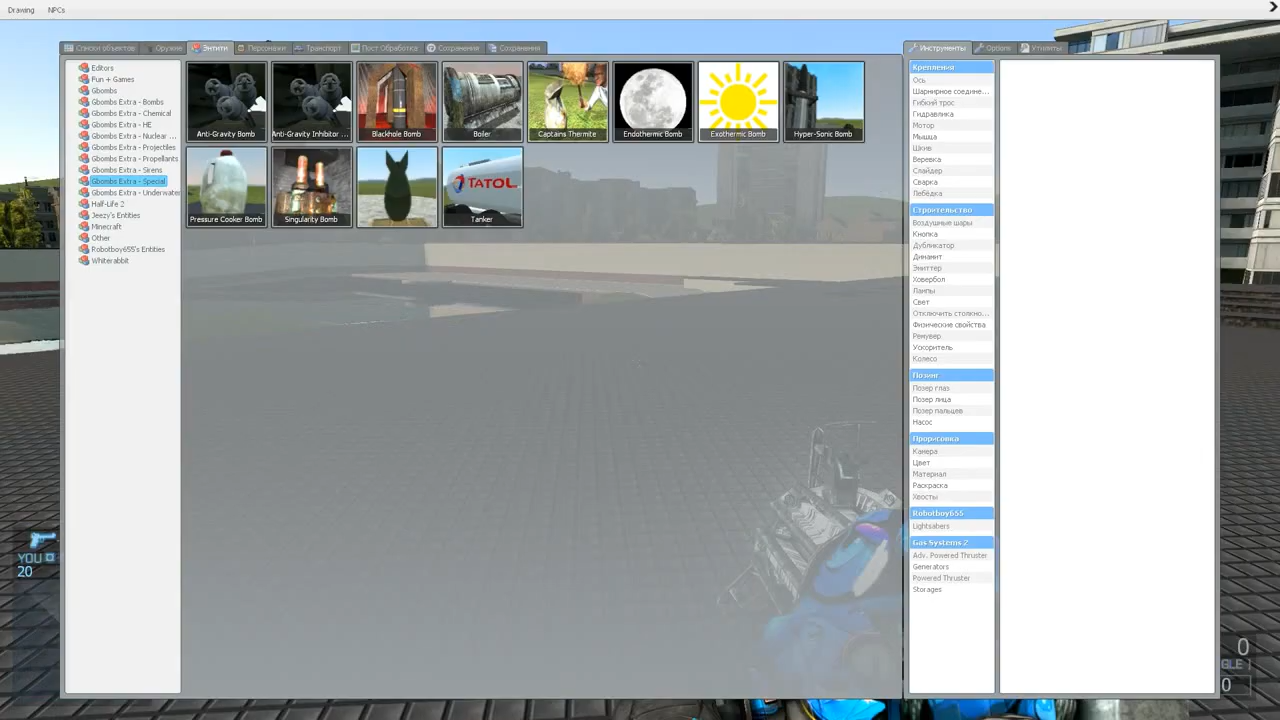 Drawing NPCs
Списки объектов Оружие Энтити Персонажи Транспорт Пост Обработка Сохранения Сохранения
Инструменты Options Утилиты
Editors
Fun + Games
Gbombs
Gbombs Extra - Bombs
Gbombs Extra - Chemical
Gbombs Extra - HE
Gbombs Extra - Nuclear ...
Gbombs Extra - Projectiles
Gbombs Extra - Propellants
Gbombs Extra - Sirens
Gbombs Extra - Special
Gbombs Extra - Underwater
Half-Life 2
Jeezy's Entities
Minecraft
Other
Robotboy655's Entities
Whiterabbit
Anti-Gravity Bomb
Anti-Gravity Inhibitor ...
Blackhole Bomb
Boiler
Captains Thermite
Endothermic Bomb
Exothermic Bomb
Hyper-Sonic Bomb
Pressure Cooker Bomb
Singularity Bomb
TATOL
Tanker
Крепления
Ось
Шарнирное соедине...
Гибкий трос
Гидравлика
Мотор
Мышца
Шкив
Веревка
Слайдер
Сварка
Лебёдка
Строительство
Воздушные шары
Кнопка
Дубликатор
Динамит
Эмиттер
Ховербол
Лампы
Свет
Отключить столкно...
Физические свойства
Ремувер
Ускоритель
Колесо
Позинг
Позер глаз
Позер лица
Позер пальцев
Насос
Прорисовка
Камера
Цвет
Материал
Раскраска
Хвосты
Robotboy655
Lightsabers
Gas Systems 2
Adv. Powered Thruster
Generators
Powered Thruster
Storages
YOU
20
0
0